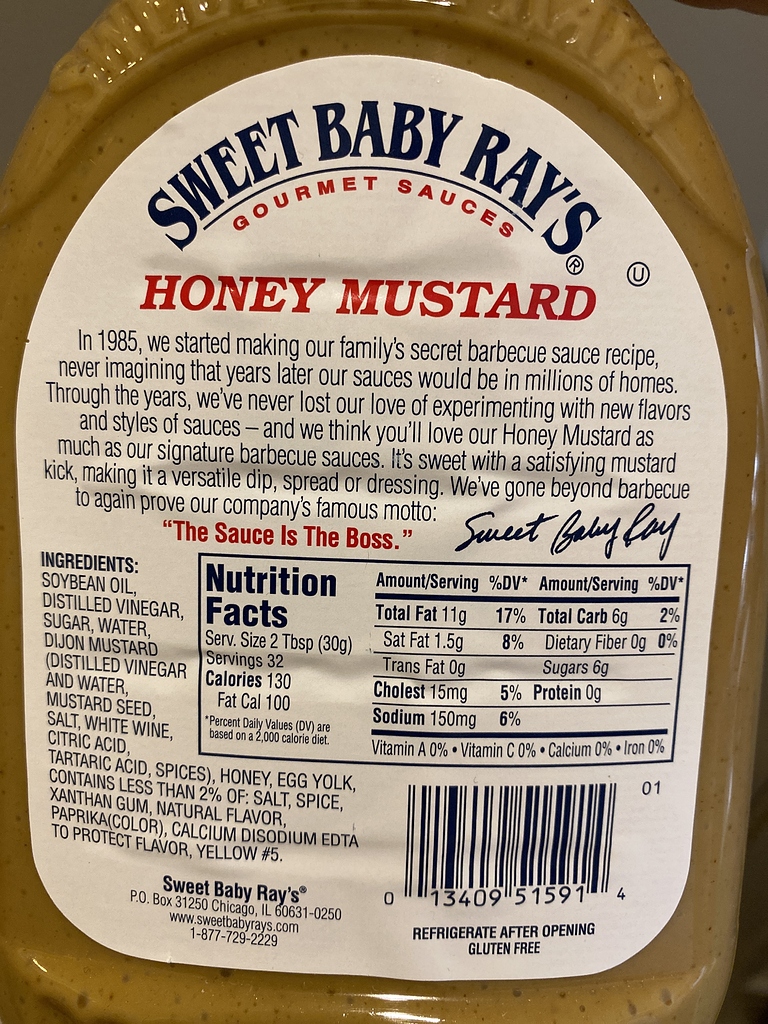 SWEET BABY RAY'S®
GOURMET SAUCES
U
HONEY MUSTARD
In 1985, we started making our family's secret barbecue sauce recipe,
never imagining that years later our sauces would be in millions of homes.
Through the years, we've never lost our love of experimenting with new flavors
and styles of sauces – and we think you'll love our Honey Mustard as
much as our signature barbecue sauces. It's sweet with a satisfying mustard
kick, making it a versatile dip, spread or dressing. We've gone beyond barbecue
to again prove our company's famous motto:
"The Sauce Is The Boss."
Sweet Baby Ray
INGREDIENTS:
SOYBEAN OIL,
DISTILLED VINEGAR,
SUGAR, WATER,
DIJON MUSTARD
(DISTILLED VINEGAR
AND WATER,
MUSTARD SEED,
SALT, WHITE WINE,
CITRIC ACID,
TARTARIC ACID, SPICES), HONEY, EGG YOLK,
CONTAINS LESS THAN 2% OF: SALT, SPICE,
XANTHAN GUM, NATURAL FLAVOR,
PAPRIKA(COLOR), CALCIUM DISODIUM EDTA
TO PROTECT FLAVOR, YELLOW #5.
Nutrition
Facts
Serv. Size 2 Tbsp (30g)
Servings 32
Calories 130
Fat Cal 100
*Percent Daily Values (DV) are
based on a 2,000 calorie diet.
Amount/Serving %DV* Amount/Serving %DV*
Total Fat 11g 17% Total Carb 6g 2%
Sat Fat 1.5g 8% Dietary Fiber 0g 0%
Trans Fat 0g Sugars 6g
Cholest 15mg 5% Protein 0g
Sodium 150mg 6%
Vitamin A 0% • Vitamin C 0% • Calcium 0% • Iron 0%
01
0 13409 51591 4
REFRIGERATE AFTER OPENING
GLUTEN FREE
Sweet Baby Ray's®
P.O. Box 31250 Chicago, IL 60631-0250
www.sweetbabyrays.com
1-877-729-2229